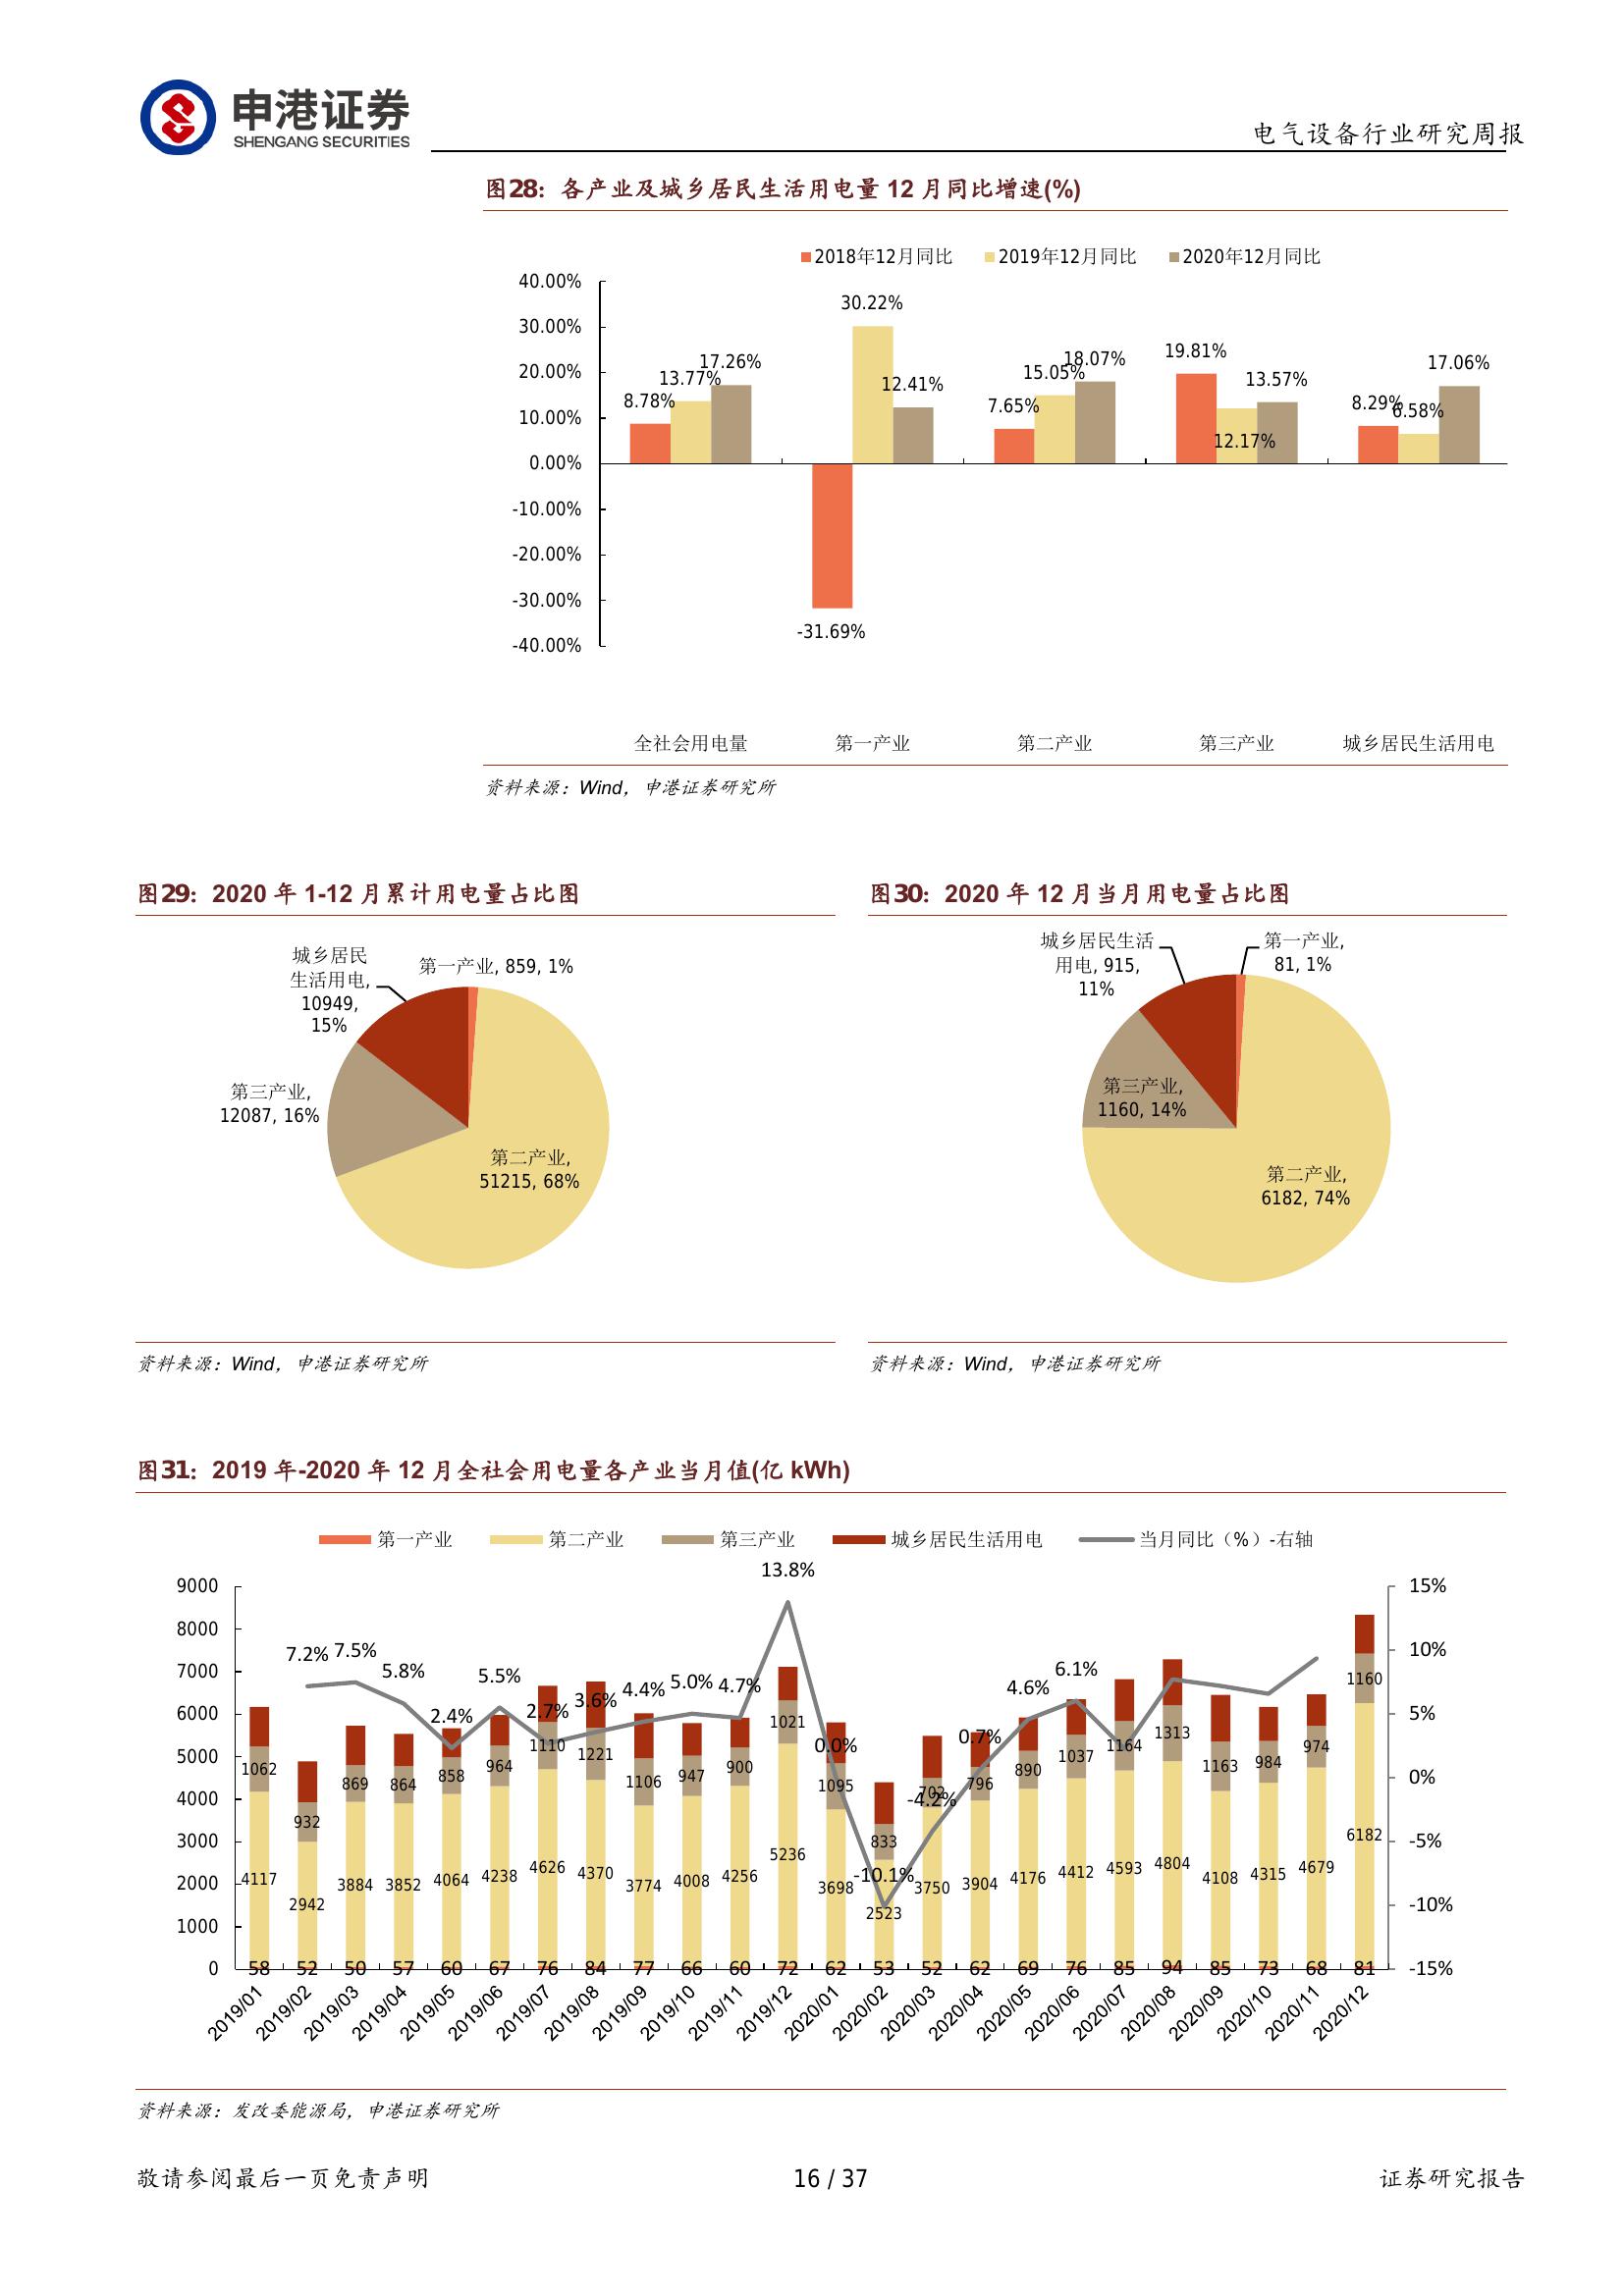 申港证券
SHENGANG SECURITIES
电气设备行业研究周报
图28：各产业及城乡居民生活用电量 12 月同比增速(%)
2018年12月同比 2019年12月同比 2020年12月同比
40.00%
30.00%
20.00%
10.00%
0.00%
-10.00%
-20.00%
-30.00%
-40.00%
8.78% 13.77% 17.26%
-31.69% 30.22% 12.41%
7.65% 15.05% 18.07%
19.81% 12.17% 13.57%
8.29% 6.58% 17.06%
全社会用电量 第一产业 第二产业 第三产业 城乡居民生活用电
资料来源：Wind，申港证券研究所
图29：2020 年 1-12 月累计用电量占比图
城乡居民
生活用电,
10949,
15%
第一产业, 859, 1%
第三产业,
12087, 16%
第二产业,
51215, 68%
资料来源：Wind，申港证券研究所
图30：2020 年 12 月当月用电量占比图
城乡居民生活
用电, 915,
11%
第一产业,
81, 1%
第三产业,
1160, 14%
第二产业,
6182, 74%
资料来源：Wind，申港证券研究所
图31：2019 年-2020 年 12 月全社会用电量各产业当月值(亿 kWh)
第一产业 第二产业 第三产业 城乡居民生活用电 当月同比（%）-右轴
9000
8000
7000
6000
5000
4000
3000
2000
1000
0
15%
10%
5%
0%
-5%
-10%
-15%
7.2% 7.5% 5.8% 2.4% 5.5% 2.7% 3.6% 4.4% 5.0% 4.7% 13.8% 0.0% -10.1% -4.2% 0.7% 4.6% 6.1%
1062 932 869 864 858 964 1110 1221 1106 947 900 1021 1095 833 702 796 890 1037 1164 1313 1163 984 974 1160
4117 2942 3884 3852 4064 4238 4626 4370 3774 4008 4256 5236 3698 2523 3750 3904 4176 4412 4593 4804 4108 4315 4679 6182
58 52 50 57 60 67 76 84 77 66 60 72 62 53 52 62 69 76 85 94 85 73 68 81
2019/01 2019/02 2019/03 2019/04 2019/05 2019/06 2019/07 2019/08 2019/09 2019/10 2019/11 2019/12 2020/01 2020/02 2020/03 2020/04 2020/05 2020/06 2020/07 2020/08 2020/09 2020/10 2020/11 2020/12
资料来源：发改委能源局，申港证券研究所
敬请参阅最后一页免责声明
16 / 37
证券研究报告